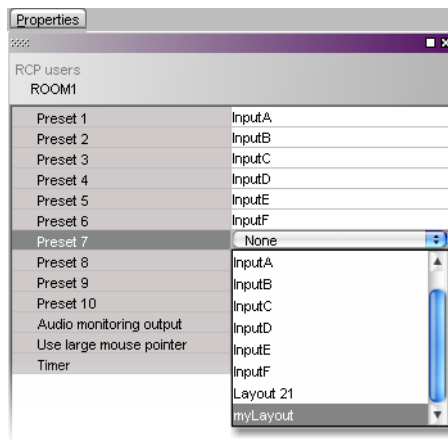 Properties
RCP users
ROOM1
Preset 1 InputA
Preset 2 InputB
Preset 3 InputC
Preset 4 InputD
Preset 5 InputE
Preset 6 InputF
Preset 7 None
Preset 8 InputA
Preset 9 InputB
Preset 10 InputC
Audio monitoring output InputD
Use large mouse pointer InputE
Timer InputF
Layout 21
myLayout